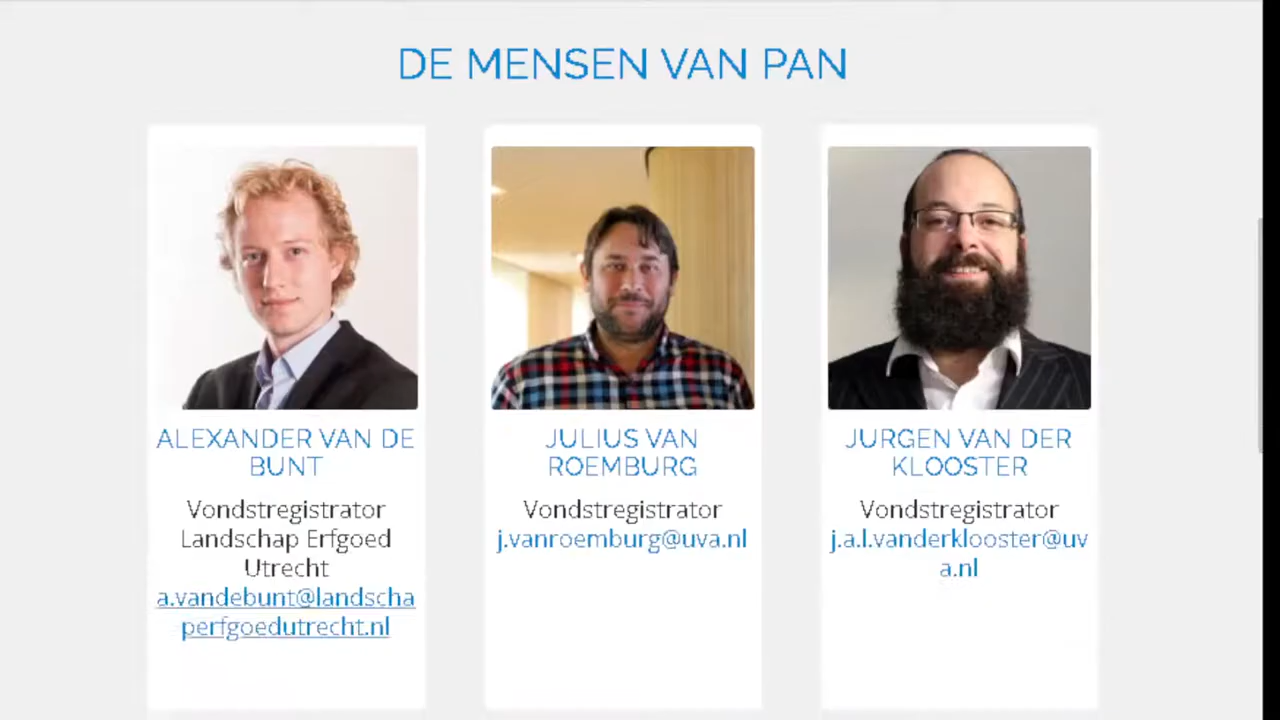 DE MENSEN VAN PAN
ALEXANDER VAN DE
BUNT
Vondstregistrator
Landschap Erfgoed
Utrecht
a.vandebunt@landscha
perfgoedutrecht.nl
JULIUS VAN
ROEMBURG
Vondstregistrator
j.vanroemburg@uva.nl
JURGEN VAN DER
KLOOSTER
Vondstregistrator
j.a.l.vanderklooster@uv
a.nl